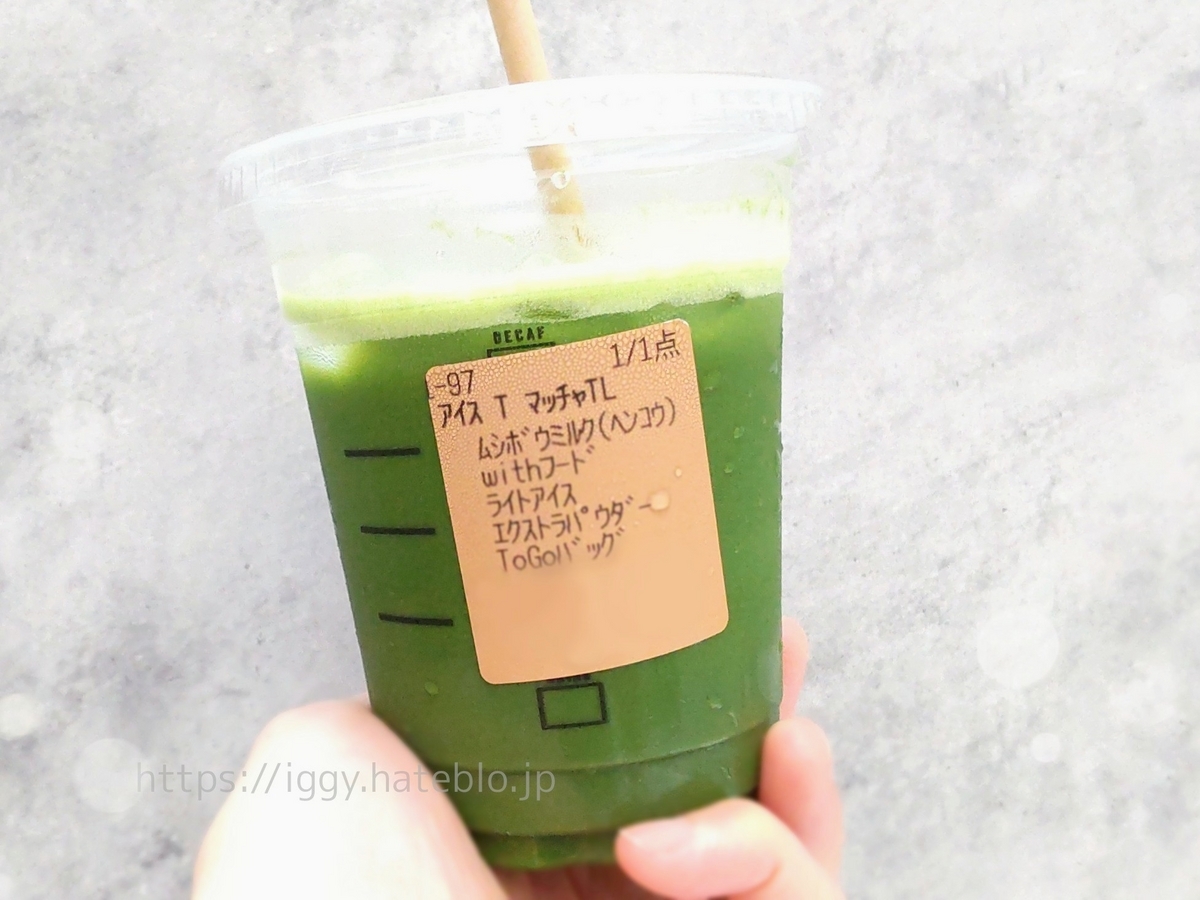 DECAF
-97 1/1点
アイス T マッチャTL
ムシボウミルク(ヘンコウ)
withフード
ライトアイス
エクストラパウダー
ToGoバッグ
https://iggy.hateblo.jp